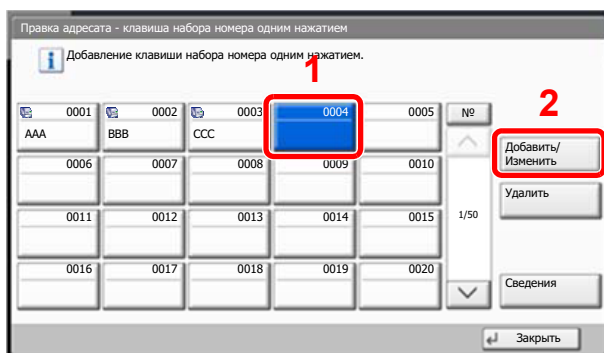 Правка адресата - клавиша набора номера одним нажатием
Добавление клавиши набора номера одним нажатием.
1
2
0001 0002 0003 0004 0005 №
AAA BBB CCC
Добавить/
Изменить
0006 0007 0008 0009 0010
Удалить
0011 0012 0013 0014 0015 1/50
0016 0017 0018 0019 0020
Сведения
Закрыть